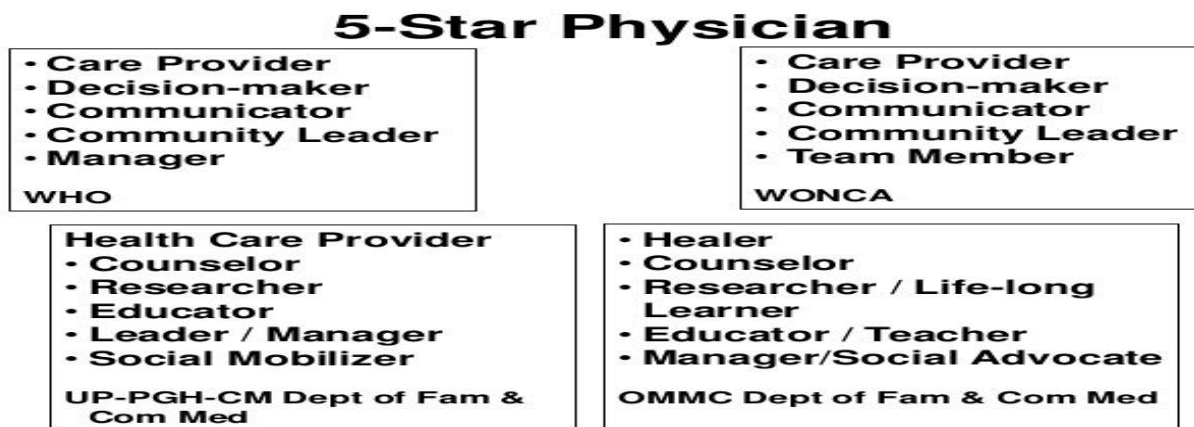 5-Star Physician
• Care Provider
• Decision-maker
• Communicator
• Community Leader
• Manager
WHO
• Care Provider
• Decision-maker
• Communicator
• Community Leader
• Team Member
WONCA
Health Care Provider
• Counselor
• Researcher
• Educator
• Leader / Manager
• Social Mobilizer
UP-PGH-CM Dept of Fam &
Com Med
• Healer
• Counselor
• Researcher / Life-long
Learner
• Educator / Teacher
• Manager/Social Advocate
OMMC Dept of Fam & Com Med